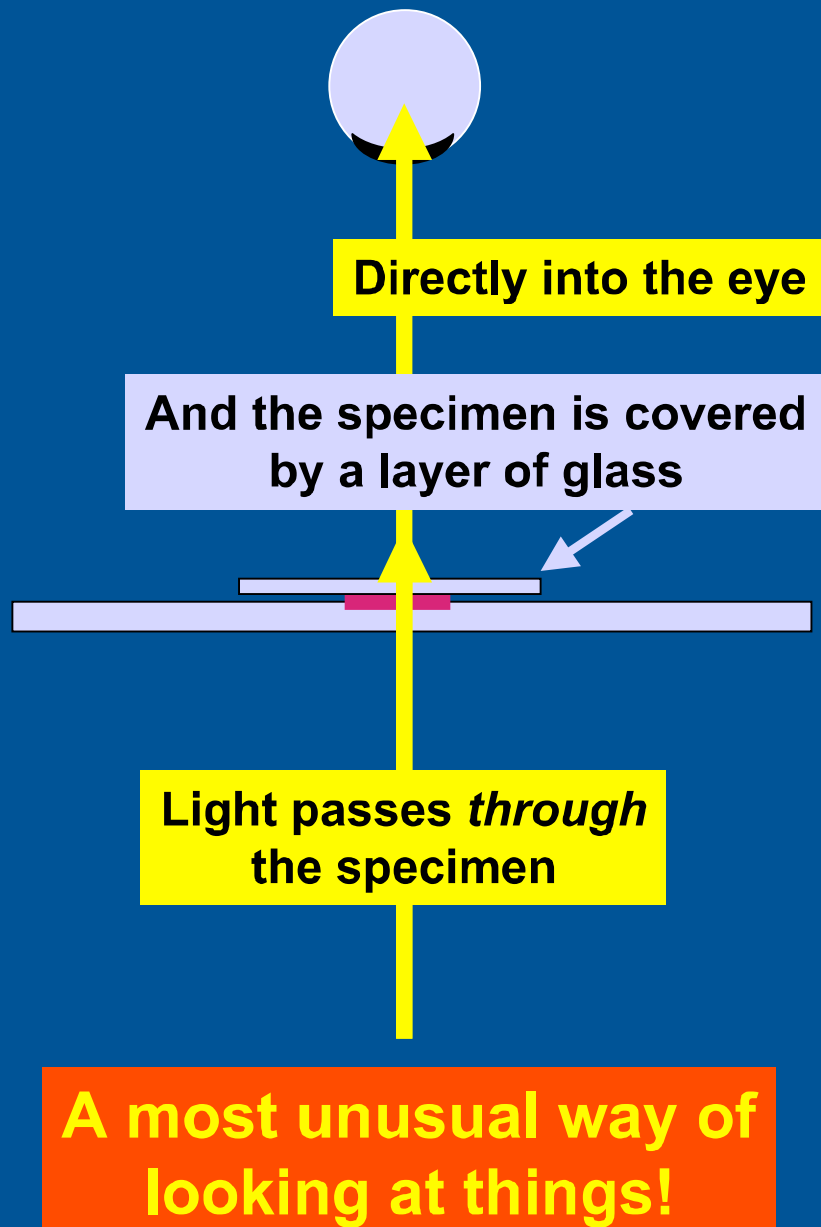 Directly into the eye
And the specimen is covered
by a layer of glass
Light passes through
the specimen
A most unusual way of
looking at things!